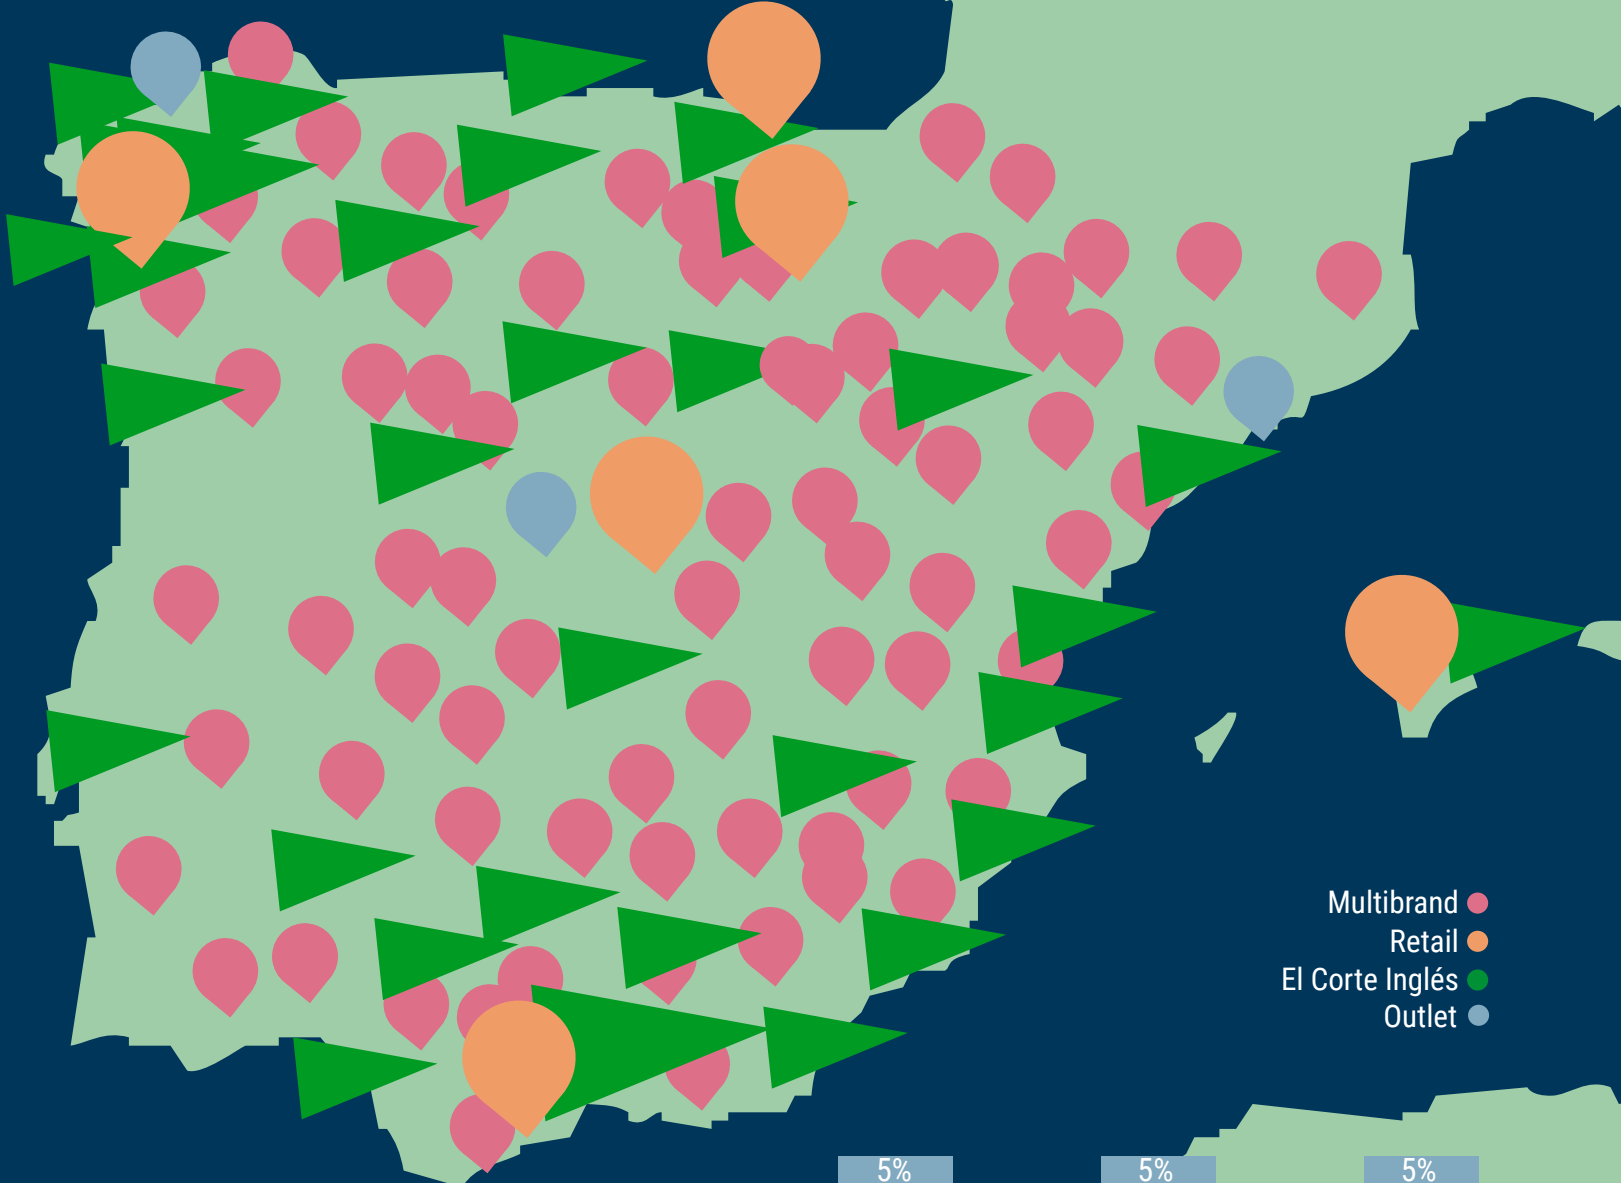 Multibrand
Retail
El Corte Inglés
Outlet
5% 5% 5%